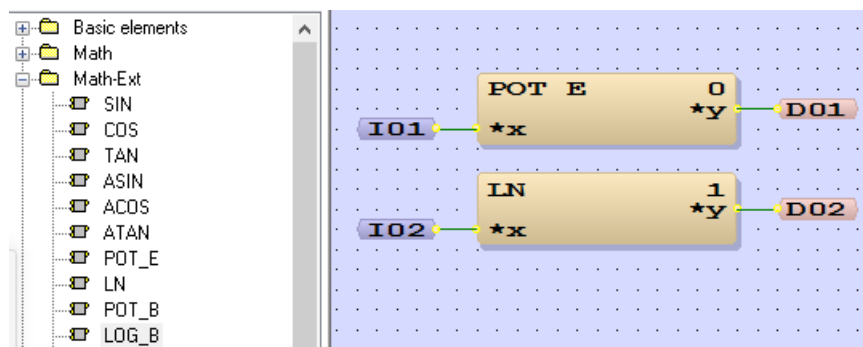 Basic elements
Math
Math-Ext
SIN
COS
TAN
ASIN
ACOS
ATAN
POT_E
LN
POT_B
LOG_B
POT E 0
*y D01
I01 *x
LN 1
*y D02
I02 *x